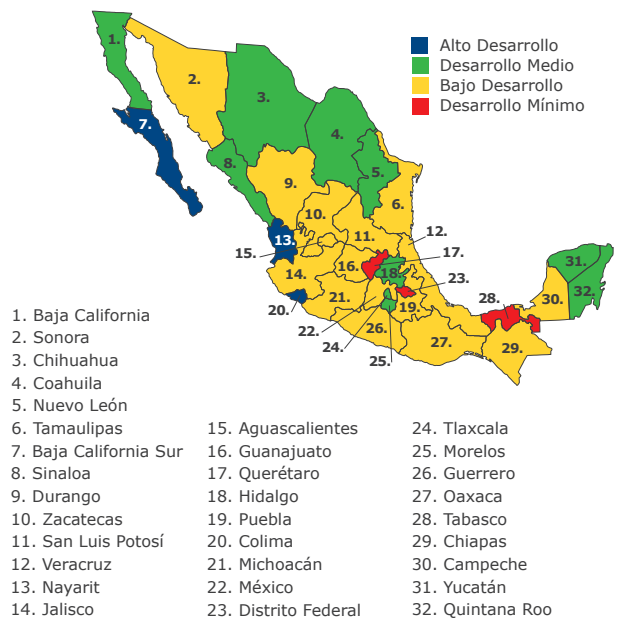 Alto Desarrollo
Desarrollo Medio
Bajo Desarrollo
Desarrollo Mínimo
1.
2.
3.
4.
5.
6.
7.
8.
9.
10.
11.
12.
13.
14.
15.
16.
17.
18.
19.
20.
21.
22.
23.
24.
25.
26.
27.
28.
29.
30.
31.
32.
1. Baja California
2. Sonora
3. Chihuahua
4. Coahuila
5. Nuevo León
6. Tamaulipas
7. Baja California Sur
8. Sinaloa
9. Durango
10. Zacatecas
11. San Luis Potosí
12. Veracruz
13. Nayarit
14. Jalisco
15. Aguascalientes
16. Guanajuato
17. Querétaro
18. Hidalgo
19. Puebla
20. Colima
21. Michoacán
22. México
23. Distrito Federal
24. Tlaxcala
25. Morelos
26. Guerrero
27. Oaxaca
28. Tabasco
29. Chiapas
30. Campeche
31. Yucatán
32. Quintana Roo